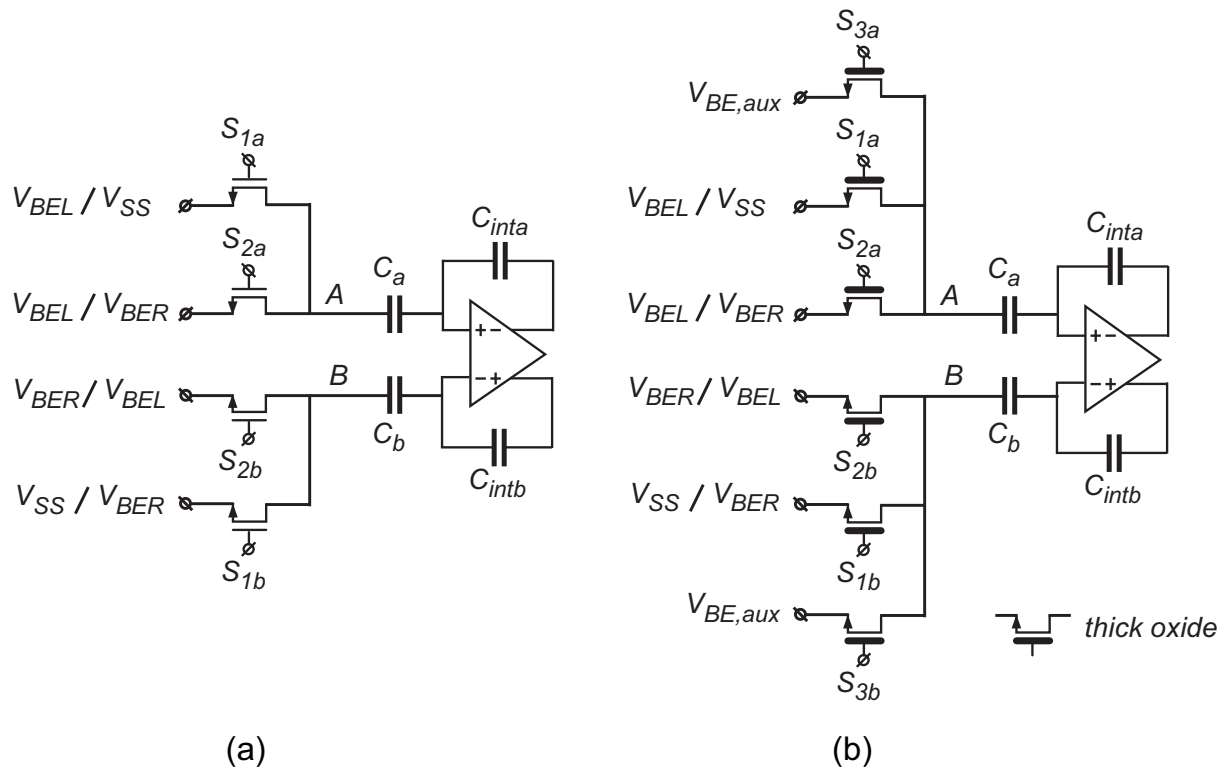 S1a
VBEL / VSS
S2a
VBEL / VBER
A
Ca
Cinta
+ −
− +
VBER / VBEL
B
Cb
Cintb
S2b
VSS / VBER
S1b
(a)
S3a
VBE,aux
S1a
VBEL / VSS
S2a
VBEL / VBER
A
Ca
Cinta
+ −
− +
VBER / VBEL
B
Cb
Cintb
S2b
VSS / VBER
S1b
VBE,aux
S3b
thick oxide
(b)